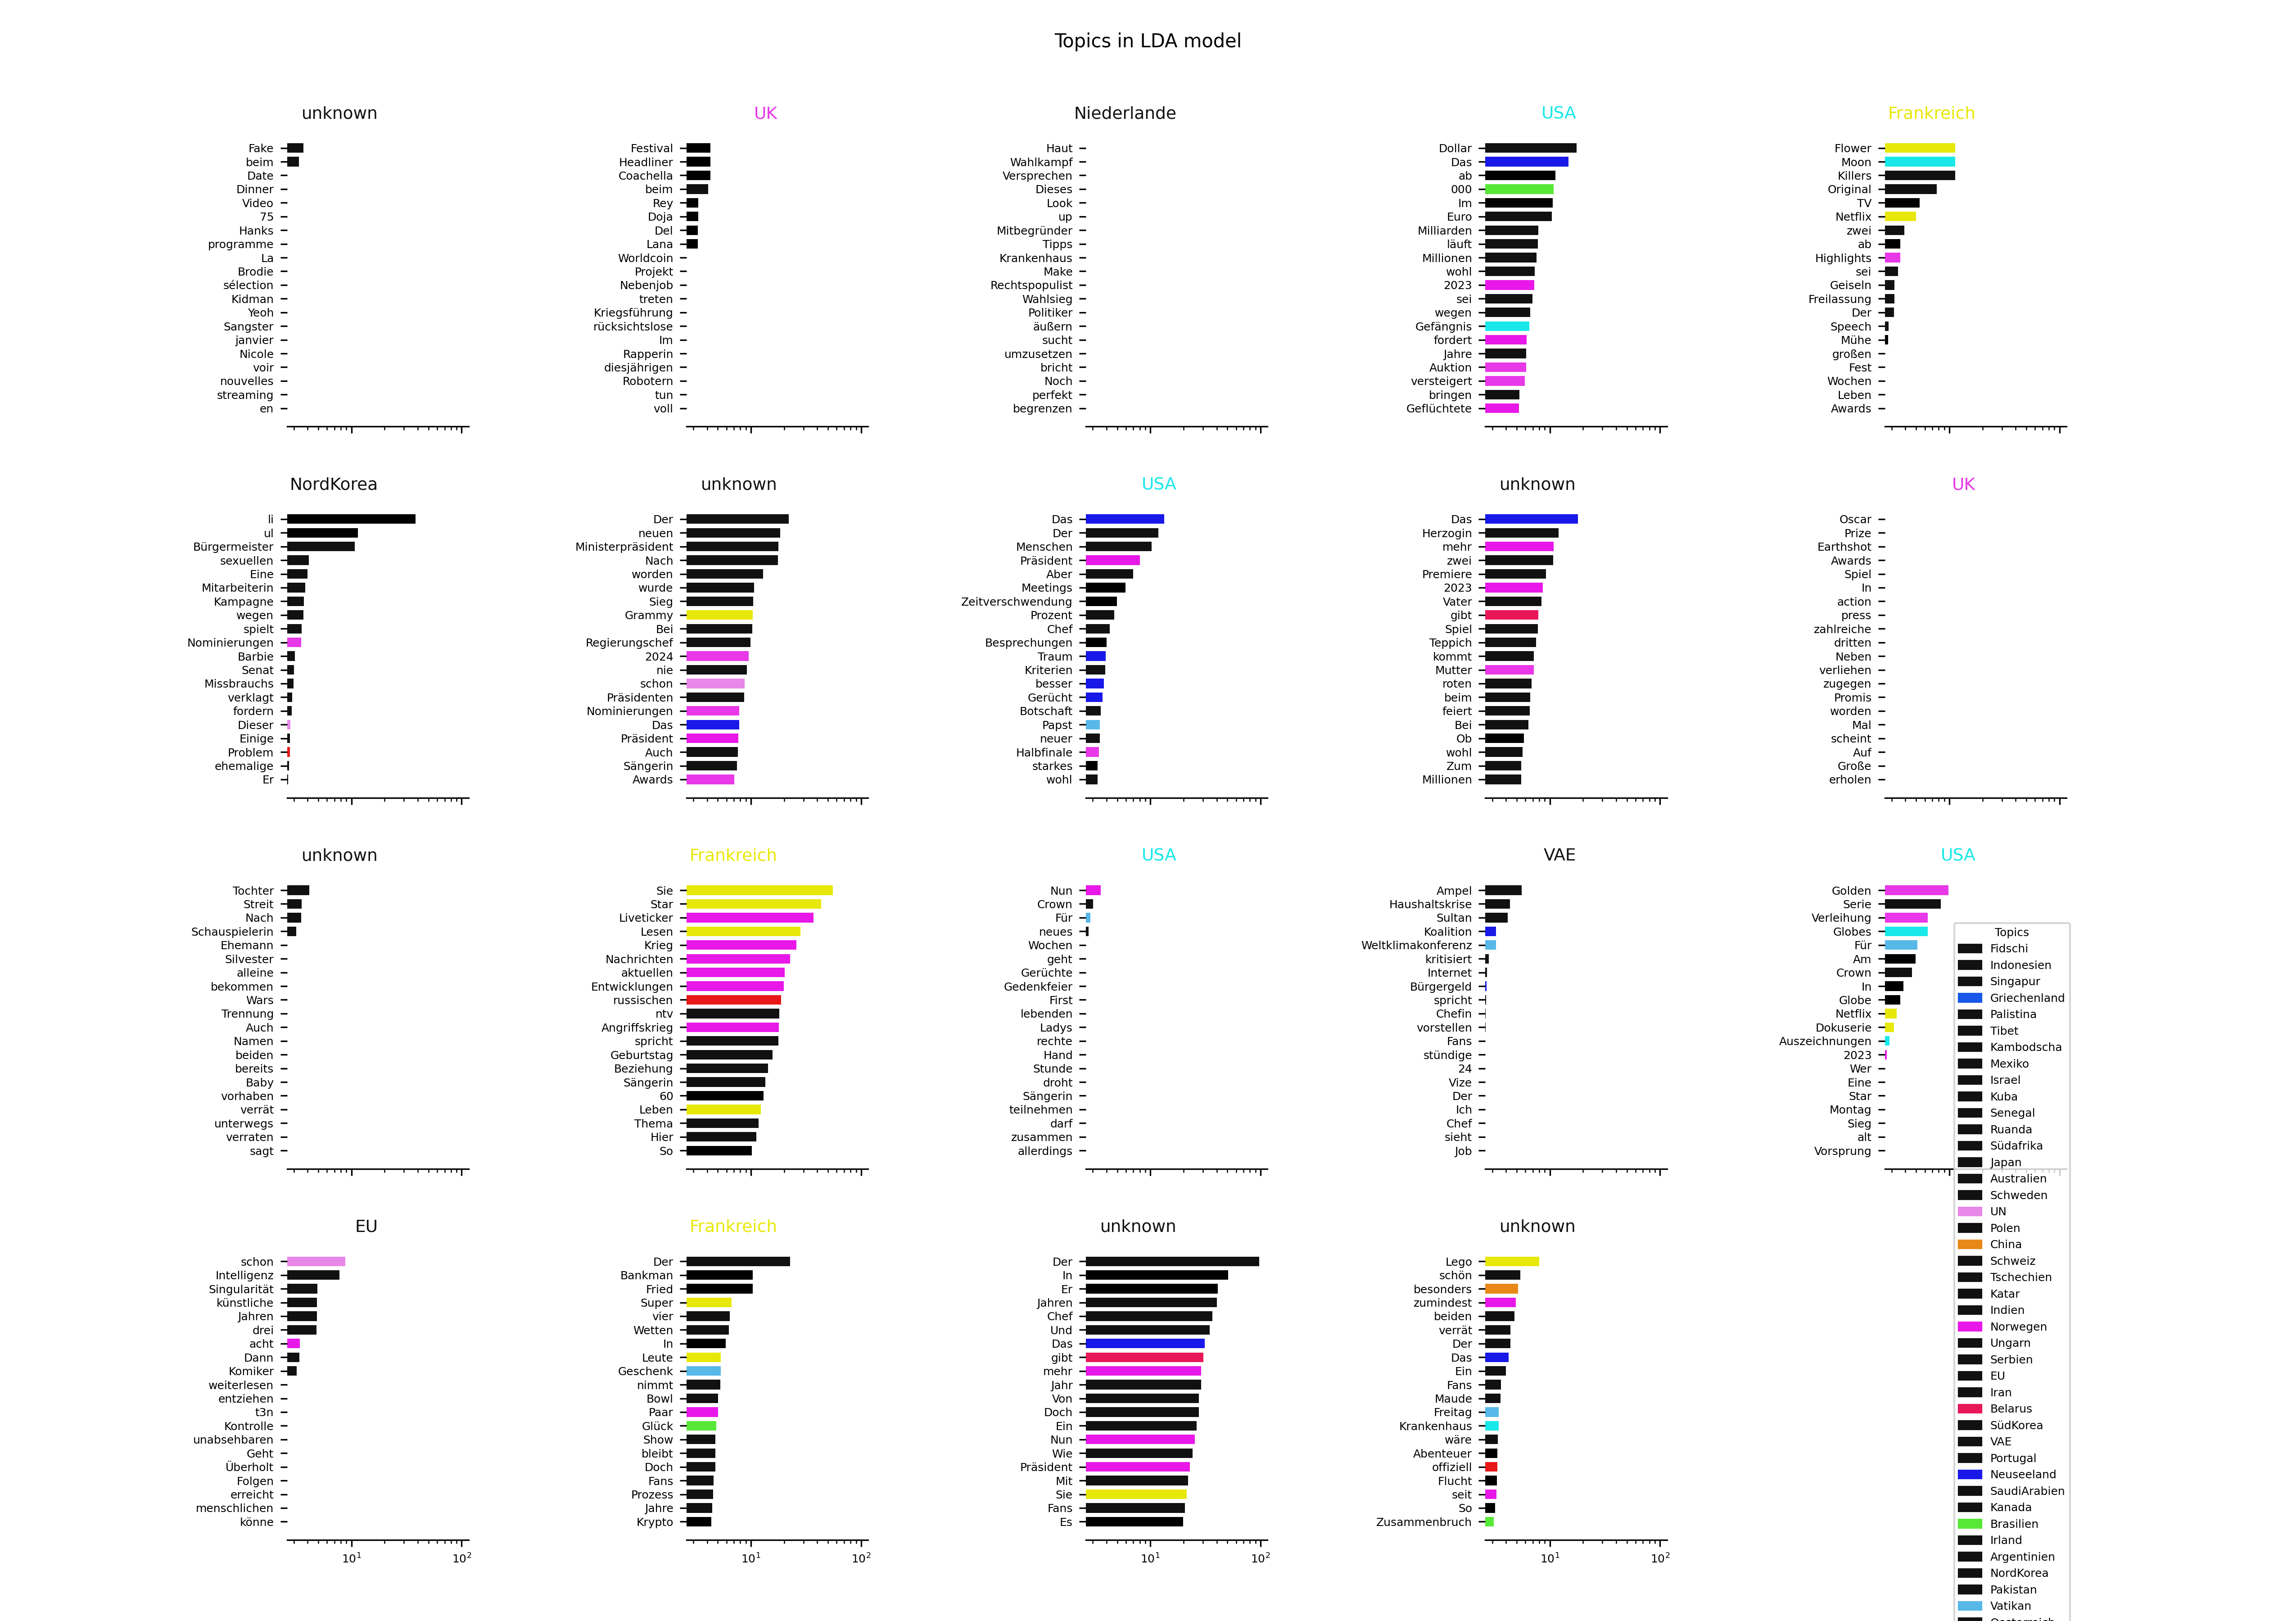 Topics in LDA model
unknown
Fake
beim
Date
Dinner
Video
75
Hanks
programme
La
Brodie
sélection
Kidman
Yeoh
Sangster
janvier
Nicole
voir
nouvelles
streaming
en
UK
Festival
Headliner
Coachella
beim
Rey
Doja
Del
Lana
Worldcoin
Projekt
Nebenjob
treten
Kriegsführung
rücksichtslose
Im
Rapperin
diesjährigen
Robotern
tun
voll
Niederlande
Haut
Wahlkampf
Versprechen
Dieses
Look
up
Mitbegründer
Tipps
Krankenhaus
Make
Rechtspopulist
Wahlsieg
Politiker
äußern
sucht
umzusetzen
bricht
Noch
perfekt
begrenzen
USA
Dollar
Das
ab
000
Im
Euro
Milliarden
läuft
Millionen
wohl
2023
sei
wegen
Gefängnis
fordert
Jahre
Auktion
versteigert
bringen
Geflüchtete
Frankreich
Flower
Moon
Killers
Original
TV
Netflix
zwei
ab
Highlights
sei
Geiseln
Freilassung
Der
Speech
Mühe
großen
Fest
Wochen
Leben
Awards
NordKorea
li
ul
Bürgermeister
sexuellen
Eine
Mitarbeiterin
Kampagne
wegen
spielt
Nominierungen
Barbie
Senat
Missbrauchs
verklagt
fordern
Dieser
Einige
Problem
ehemalige
Er
unknown
Der
neuen
Ministerpräsident
Nach
worden
wurde
Sieg
Grammy
Bei
Regierungschef
2024
nie
schon
Präsidenten
Nominierungen
Das
Präsident
Auch
Sängerin
Awards
USA
Das
Der
Menschen
Präsident
Aber
Meetings
Zeitverschwendung
Prozent
Chef
Besprechungen
Traum
Kriterien
besser
Gerücht
Botschaft
Papst
neuer
Halbfinale
starkes
wohl
unknown
Das
Herzogin
mehr
zwei
Premiere
2023
Vater
gibt
Spiel
Teppich
kommt
Mutter
roten
beim
feiert
Bei
Ob
wohl
Zum
Millionen
UK
Oscar
Prize
Earthshot
Awards
Spiel
In
action
press
zahlreiche
dritten
Neben
verliehen
zugegen
Promis
worden
Mal
scheint
Auf
Große
erholen
unknown
Tochter
Streit
Nach
Schauspielerin
Ehemann
Silvester
alleine
bekommen
Wars
Trennung
Auch
Namen
beiden
bereits
Baby
vorhaben
verrät
unterwegs
verraten
sagt
Frankreich
Sie
Star
Liveticker
Lesen
Krieg
Nachrichten
aktuellen
Entwicklungen
russischen
ntv
Angriffskrieg
spricht
Geburtstag
Beziehung
Sängerin
60
Leben
Thema
Hier
So
USA
Nun
Crown
Für
neues
Wochen
geht
Gerüchte
Gedenkfeier
First
lebenden
Ladys
rechte
Hand
Stunde
droht
Sängerin
teilnehmen
darf
zusammen
allerdings
VAE
Ampel
Haushaltskrise
Sultan
Koalition
Weltklimakonferenz
kritisiert
Internet
Bürgergeld
spricht
Chefin
vorstellen
Fans
stündige
24
Vize
Der
Ich
Chef
sieht
Job
USA
Golden
Serie
Verleihung
Globes
Für
Am
Crown
In
Globe
Netflix
Dokuserie
Auszeichnungen
2023
Wer
Eine
Star
Montag
Sieg
alt
Vorsprung
EU
schon
Intelligenz
Singularität
künstliche
Jahren
drei
acht
Dann
Komiker
weiterlesen
entziehen
t3n
Kontrolle
unabsehbaren
Geht
Überholt
Folgen
erreicht
menschlichen
könne
10¹ 10²
Frankreich
Der
Bankman
Fried
Super
vier
Wetten
In
Leute
Geschenk
nimmt
Bowl
Paar
Glück
Show
bleibt
Doch
Fans
Prozess
Jahre
Krypto
10¹ 10²
unknown
Der
In
Er
Jahren
Chef
Und
Das
gibt
mehr
Jahr
Von
Doch
Ein
Nun
Wie
Präsident
Mit
Sie
Fans
Es
10¹ 10²
unknown
Lego
schön
besonders
zumindest
beiden
verrät
Der
Das
Ein
Fans
Maude
Freitag
Krankenhaus
wäre
Abenteuer
offiziell
Flucht
seit
So
Zusammenbruch
10¹ 10²
Topics
Fidschi
Indonesien
Singapur
Griechenland
Palistina
Tibet
Kambodscha
Mexiko
Israel
Kuba
Senegal
Ruanda
Südafrika
Japan
Australien
Schweden
UN
Polen
China
Schweiz
Tschechien
Katar
Indien
Norwegen
Ungarn
Serbien
EU
Iran
Belarus
SüdKorea
VAE
Portugal
Neuseeland
SaudiArabien
Kanada
Brasilien
Irland
Argentinien
NordKorea
Pakistan
Vatikan